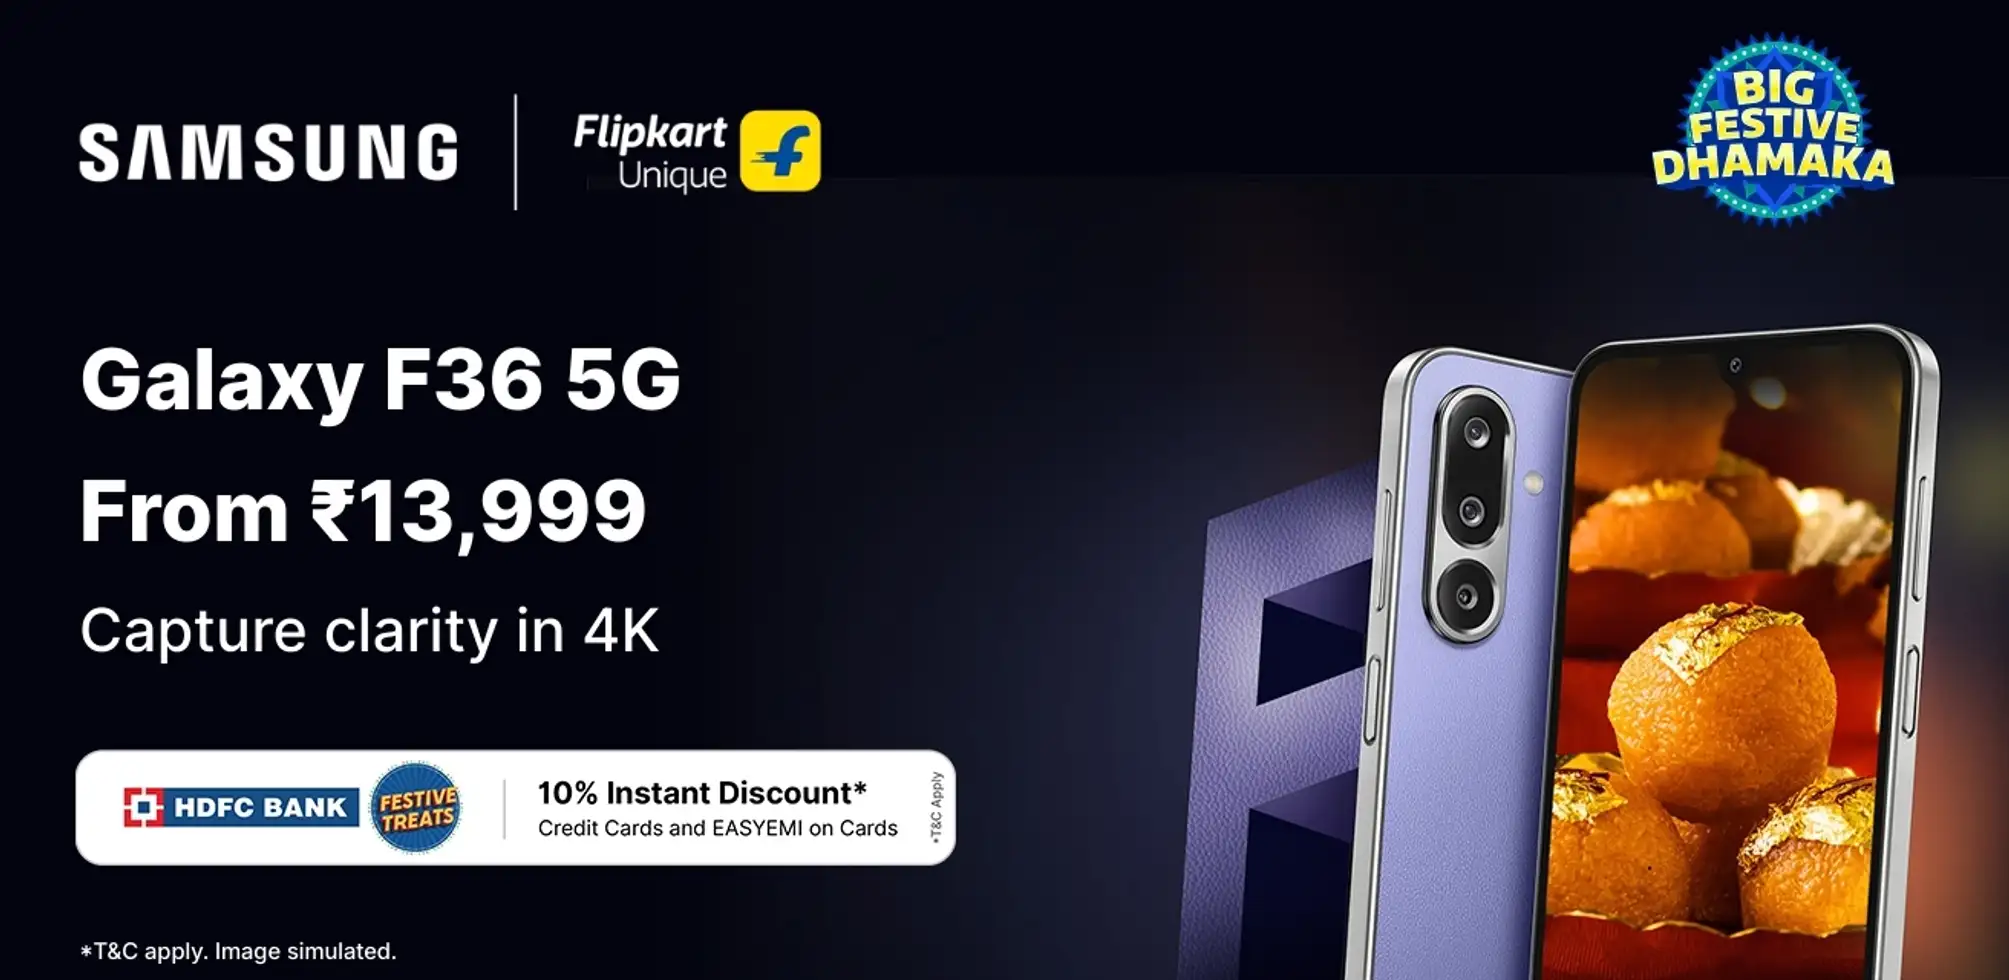 SAMSUNG
Flipkart
Unique
BIG
FESTIVE
DHAMAKA
Galaxy F36 5G
From ₹13,999
Capture clarity in 4K
HDFC BANK
FESTIVE
TREATS
10% Instant Discount*
Credit Cards and EASYEMI on Cards
*T&C Apply
*T&C apply. Image simulated.